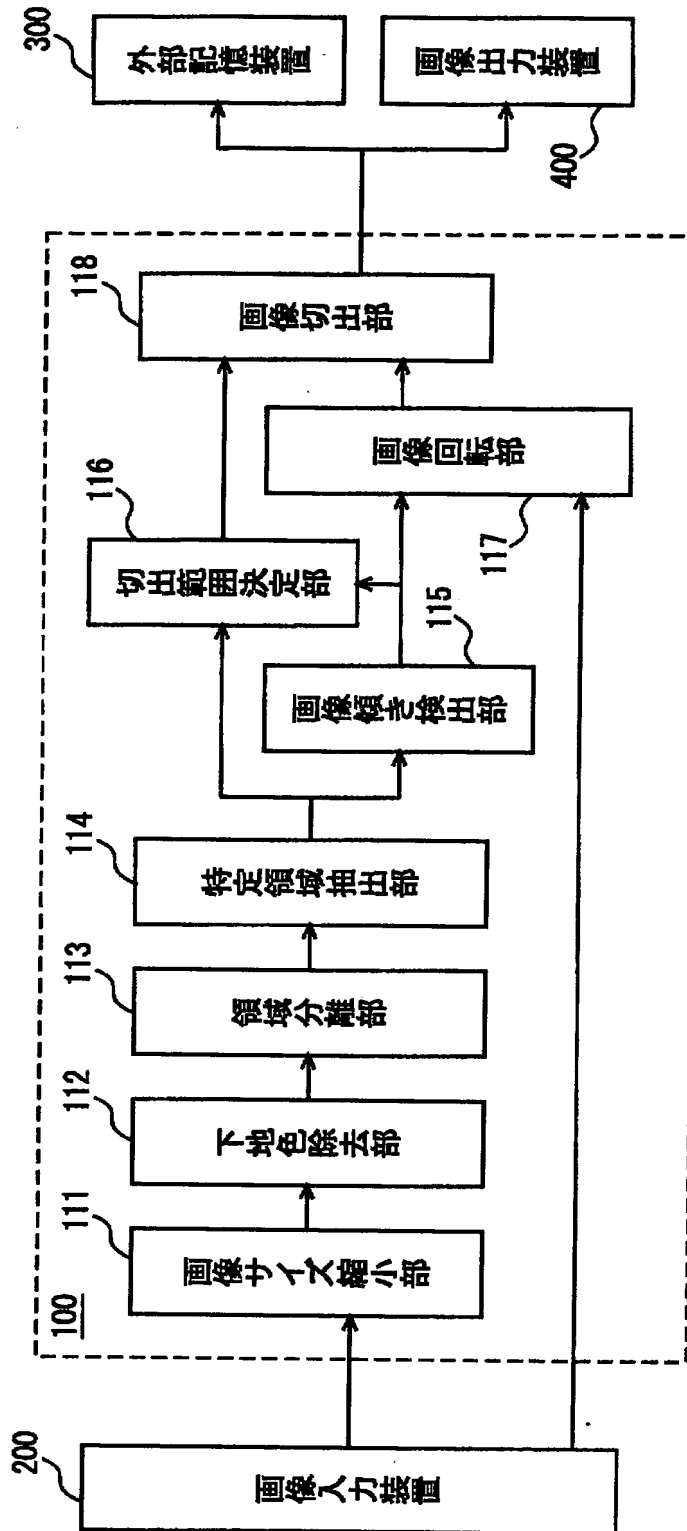 200
画像入力装置
100
111
画像サイズ縮小部
112
下地色除去部
113
領域分離部
114
特定領域抽出部
115
画像傾き検出部
116
切出範囲決定部
117
画像回転部
118
画像切出部
300
外部記憶装置
400
画像出力装置